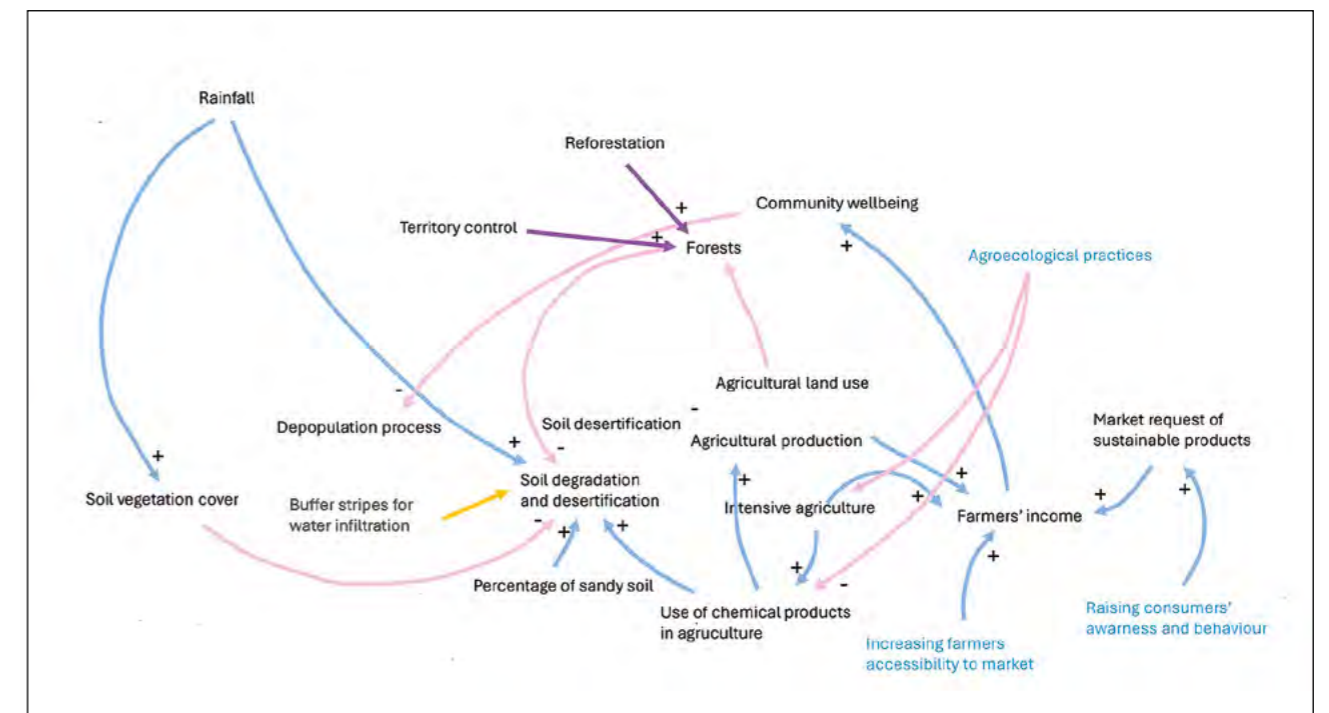 Rainfall
Reforestation
Community wellbeing
+
Territory control
+
+
Forests
Agroecological practices
Agricultural land use
-
Depopulation process
Soil desertification
-
Agricultural production
Market request of
sustainable products
+
+
-
Soil degradation
and desertification
+
+
+
+
+
Soil vegetation cover
Buffer stripes for
water infiltration
Intensive agriculture
Farmers' income
-
+
+
+
+
-
Percentage of sandy soil
Use of chemical products
in agruculture
Increasing farmers
accessibility to market
Raising consumers'
awarness and behaviour